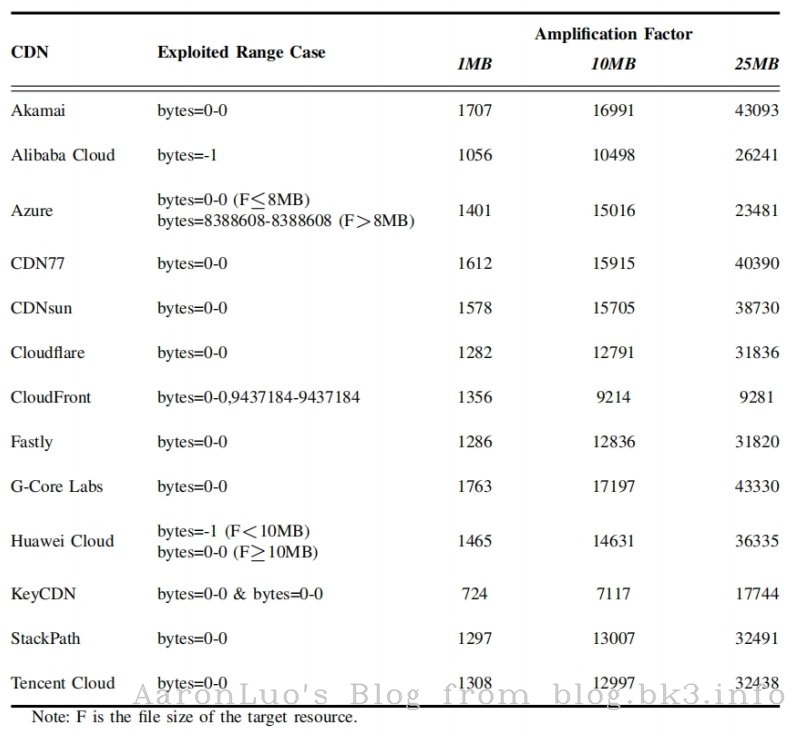 Amplification Factor
CDN Exploited Range Case 1MB 10MB 25MB
Akamai bytes=0-0 1707 16991 43093
Alibaba Cloud bytes=-1 1056 10498 26241
bytes=0-0 (F≤8MB)
Azure 1401 15016 23481
bytes=8388608-8388608 (F>8MB)
CDN77 bytes=0-0 1612 15915 40390
CDNsun bytes=0-0 1578 15705 38730
Cloudflare bytes=0-0 1282 12791 31836
CloudFront bytes=0-0,9437184-9437184 1356 9214 9281
Fastly bytes=0-0 1286 12836 31820
G-Core Labs bytes=0-0 1763 17197 43330
bytes=-1 (F<10MB)
Huawei Cloud 1465 14631 36335
bytes=0-0 (F≥10MB)
KeyCDN bytes=0-0 & bytes=0-0 724 7117 17744
StackPath bytes=0-0 1297 13007 32491
Tencent Cloud bytes=0-0 1308 12997 32438
AaronLuo's Blog from blog.bk3.info
Note: F is the file size of the target resource.